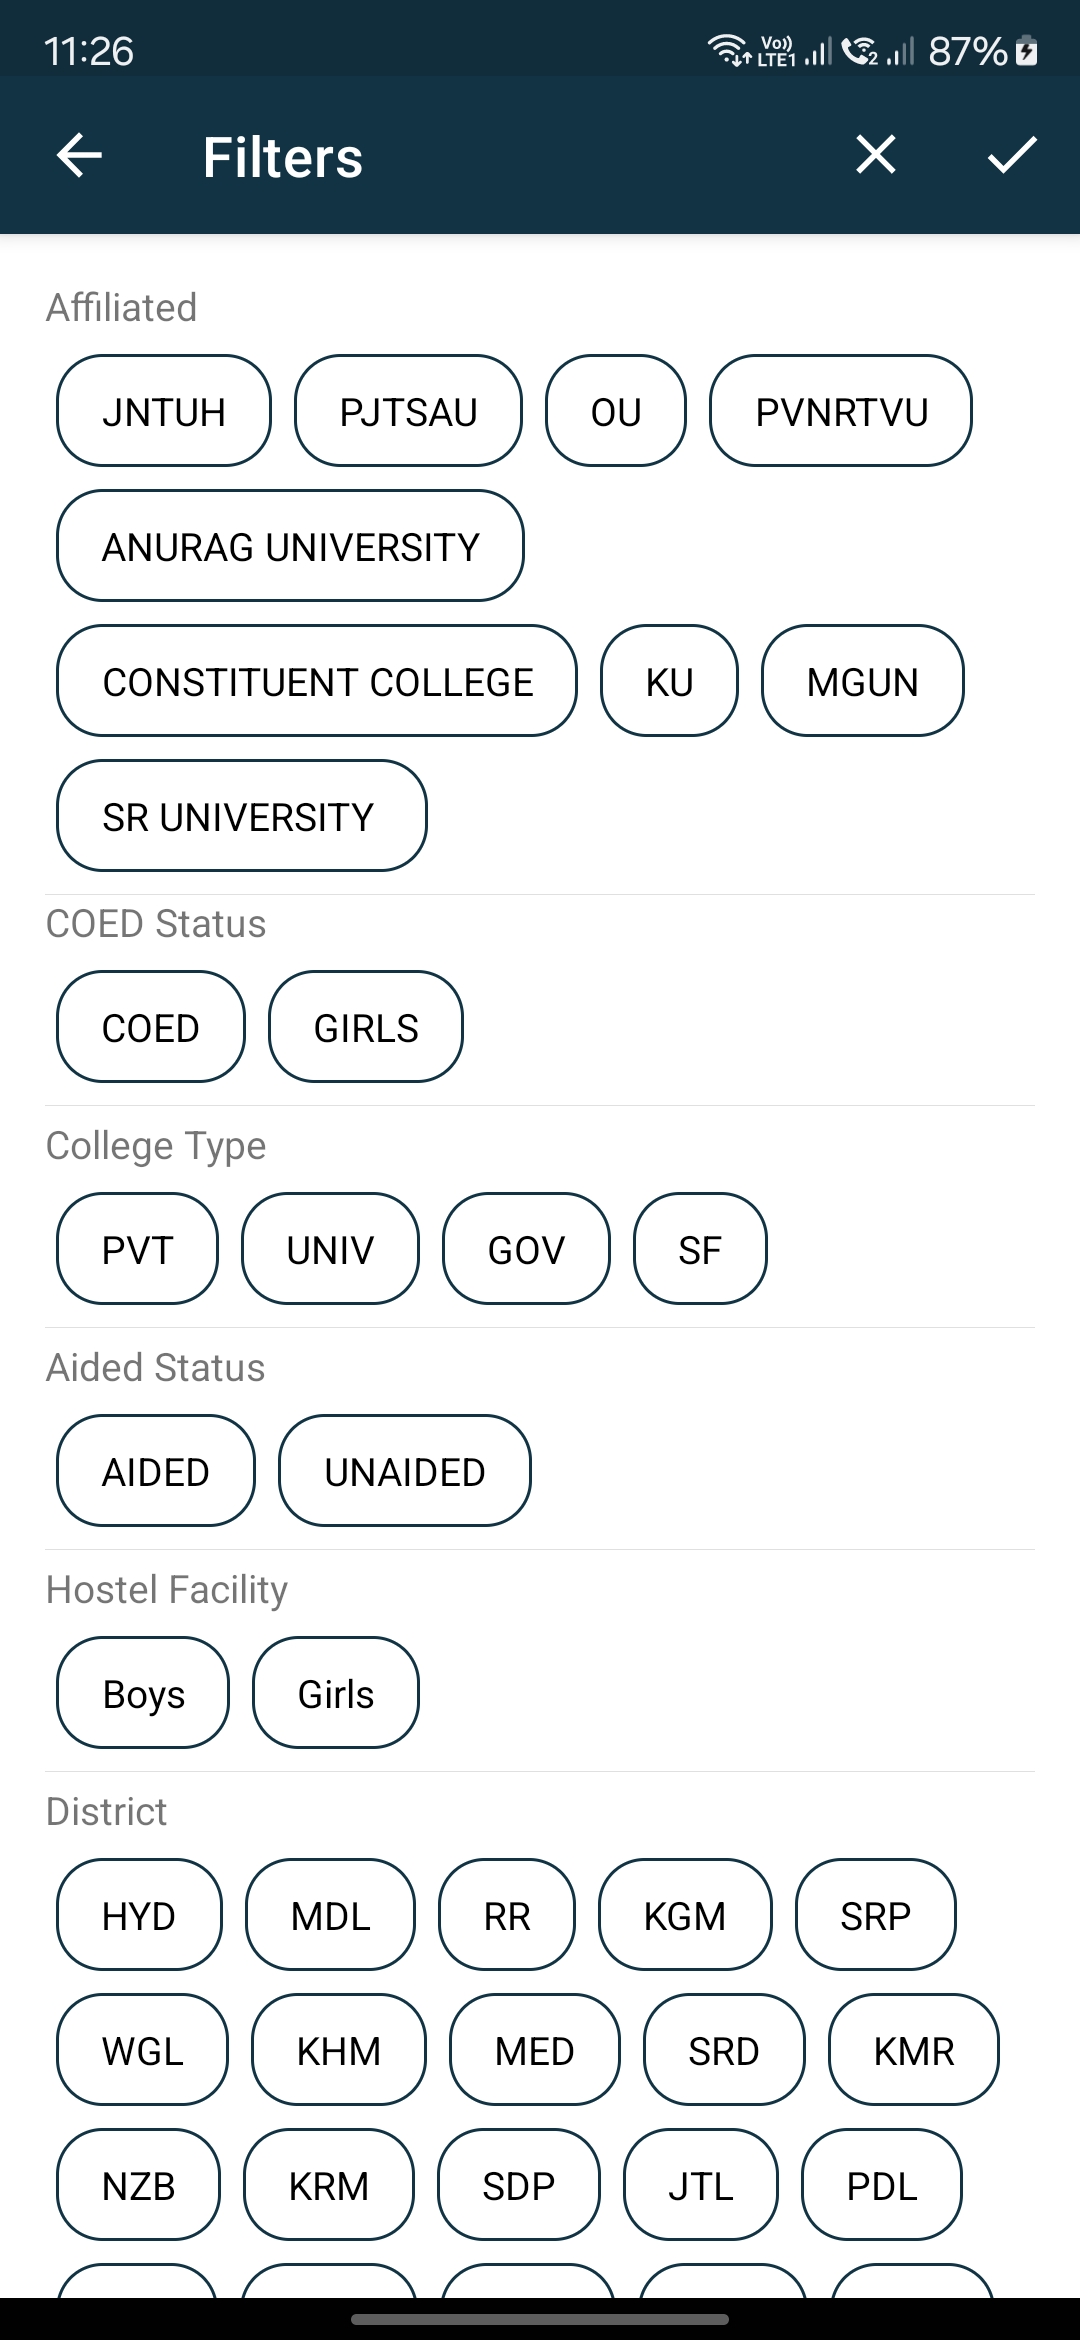 11:26 Vo)) LTE1 2 87%
Filters
Affiliated
JNTUH PJTSAU OU PVNRTVU
ANURAG UNIVERSITY
CONSTITUENT COLLEGE KU MGUN
SR UNIVERSITY
COED Status
COED GIRLS
College Type
PVT UNIV GOV SF
Aided Status
AIDED UNAIDED
Hostel Facility
Boys Girls
District
HYD MDL RR KGM SRP
WGL KHM MED SRD KMR
NZB KRM SDP JTL PDL